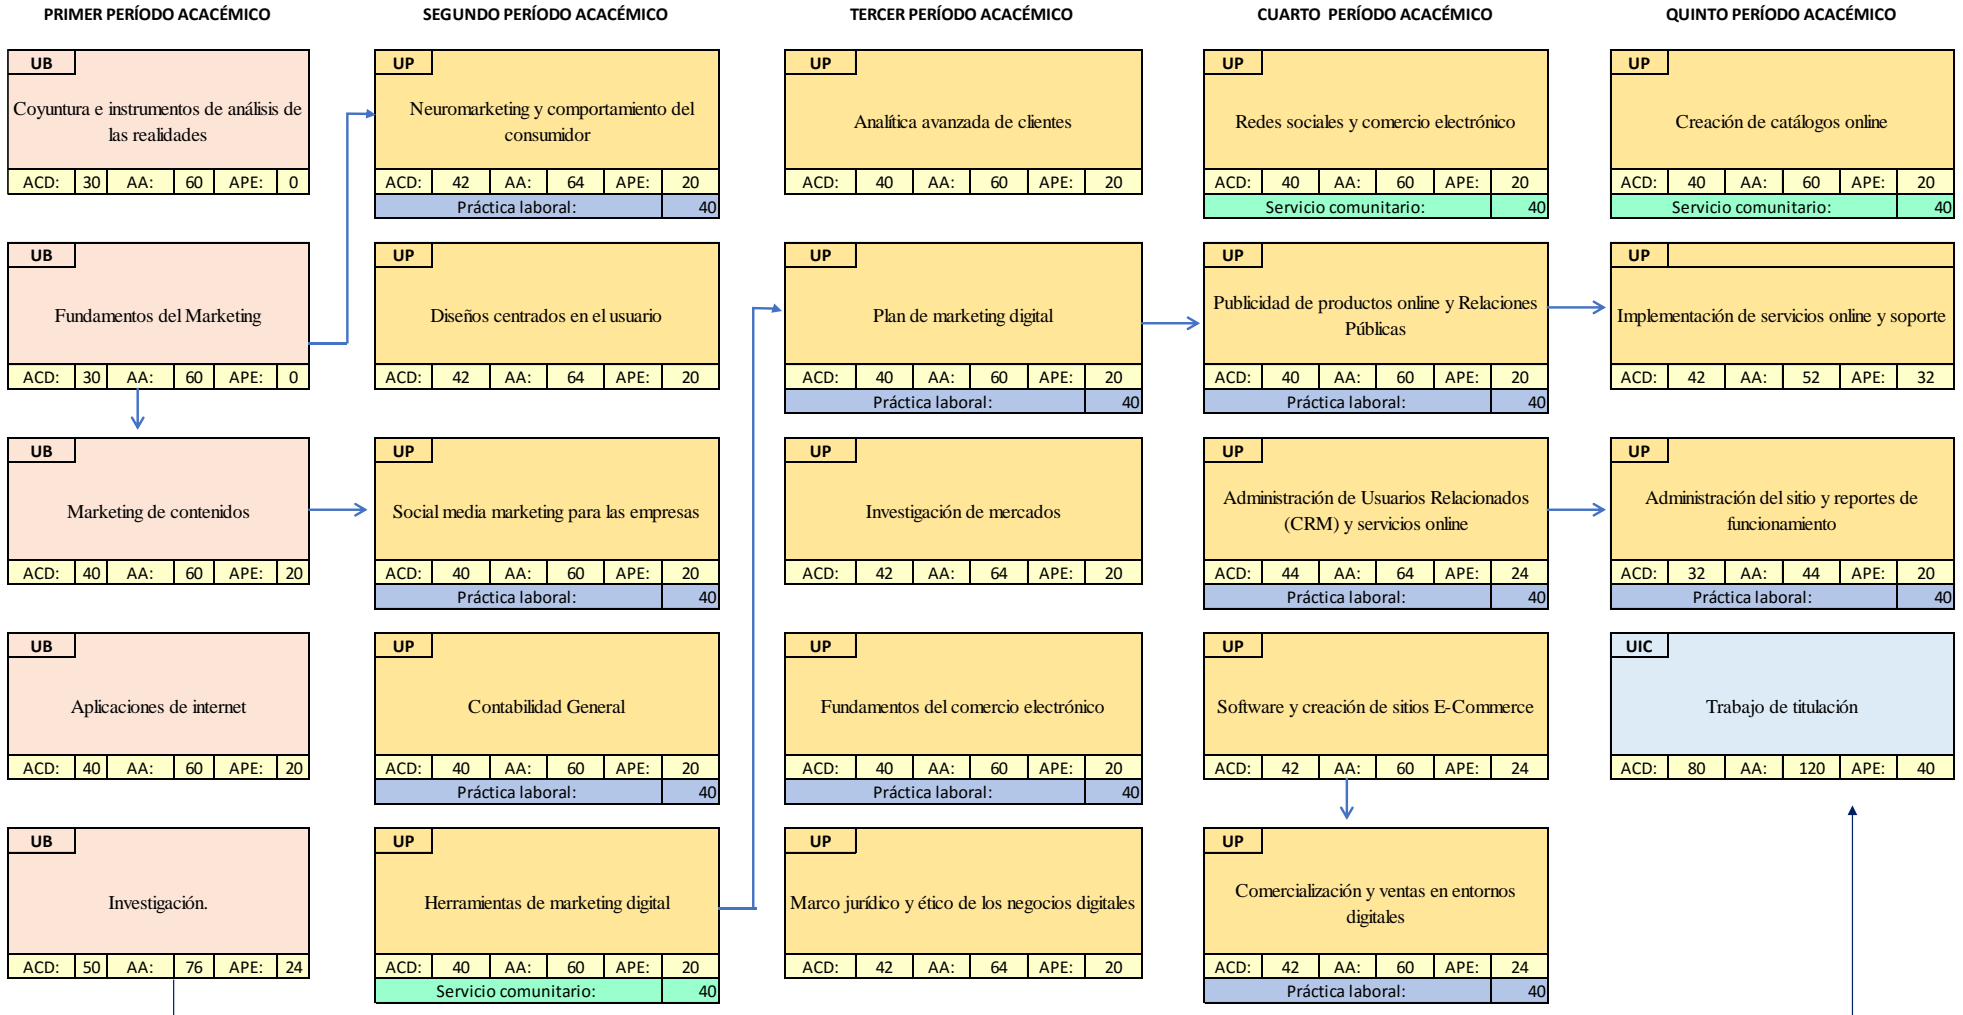 PRIMER PERÍODO ACACÉMICO
UB
Coyuntura e instrumentos de análisis de
las realidades
ACD: 30 AA: 60 APE: 0
UB
Fundamentos del Marketing
ACD: 30 AA: 60 APE: 0
UB
Marketing de contenidos
ACD: 40 AA: 60 APE: 20
UB
Aplicaciones de internet
ACD: 40 AA: 60 APE: 20
UB
Investigación.
ACD: 50 AA: 76 APE: 24
SEGUNDO PERÍODO ACACÉMICO
UP
Neuromarketing y comportamiento del
consumidor
ACD: 42 AA: 64 APE: 20
Práctica laboral: 40
UP
Diseños centrados en el usuario
ACD: 42 AA: 64 APE: 20
UP
Social media marketing para las empresas
ACD: 40 AA: 60 APE: 20
Práctica laboral: 40
UP
Contabilidad General
ACD: 40 AA: 60 APE: 20
Práctica laboral: 40
UP
Herramientas de marketing digital
ACD: 40 AA: 60 APE: 20
Servicio comunitario: 40
TERCER PERÍODO ACACÉMICO
UP
Analítica avanzada de clientes
ACD: 40 AA: 60 APE: 20
UP
Plan de marketing digital
ACD: 40 AA: 60 APE: 20
Práctica laboral: 40
UP
Investigación de mercados
ACD: 42 AA: 64 APE: 20
UP
Fundamentos del comercio electrónico
ACD: 40 AA: 60 APE: 20
Práctica laboral: 40
UP
Marco jurídico y ético de los negocios digitales
ACD: 42 AA: 64 APE: 20
CUARTO PERÍODO ACACÉMICO
UP
Redes sociales y comercio electrónico
ACD: 40 AA: 60 APE: 20
Servicio comunitario: 40
UP
Publicidad de productos online y Relaciones
Públicas
ACD: 40 AA: 60 APE: 20
Práctica laboral: 40
UP
Administración de Usuarios Relacionados
(CRM) y servicios online
ACD: 44 AA: 64 APE: 24
Práctica laboral: 40
UP
Software y creación de sitios E-Commerce
ACD: 42 AA: 60 APE: 24
UP
Comercialización y ventas en entornos
digitales
ACD: 42 AA: 60 APE: 24
Práctica laboral: 40
QUINTO PERÍODO ACACÉMICO
UP
Creación de catálogos online
ACD: 40 AA: 60 APE: 20
Servicio comunitario: 40
UP
Implementación de servicios online y soporte
ACD: 42 AA: 52 APE: 32
UP
Administración del sitio y reportes de
funcionamiento
ACD: 32 AA: 44 APE: 20
Práctica laboral: 40
UIC
Trabajo de titulación
ACD: 80 AA: 120 APE: 40